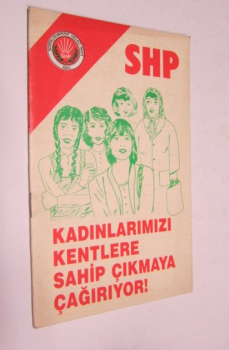 SHP
KADINLARIMIZI
KENTLERE
SAHİP ÇIKMAYA
ÇAĞIRIYOR!